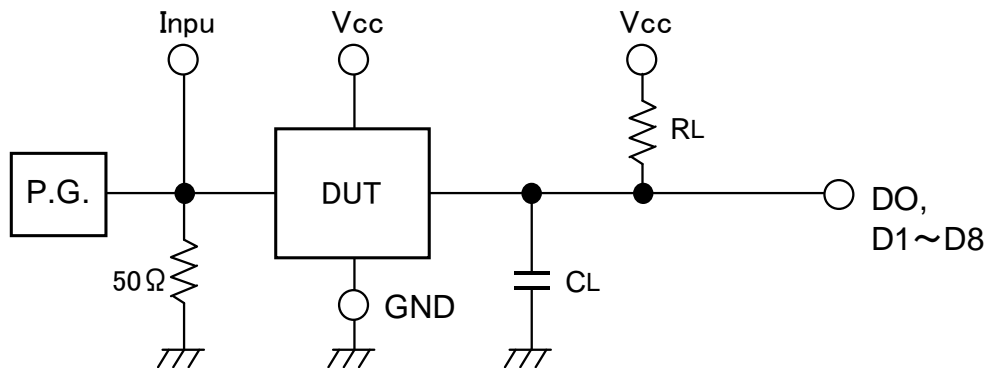 Inpu
Vcc
Vcc
RL
P.G.
DUT
DO,
D1～D8
50Ω
CL
GND